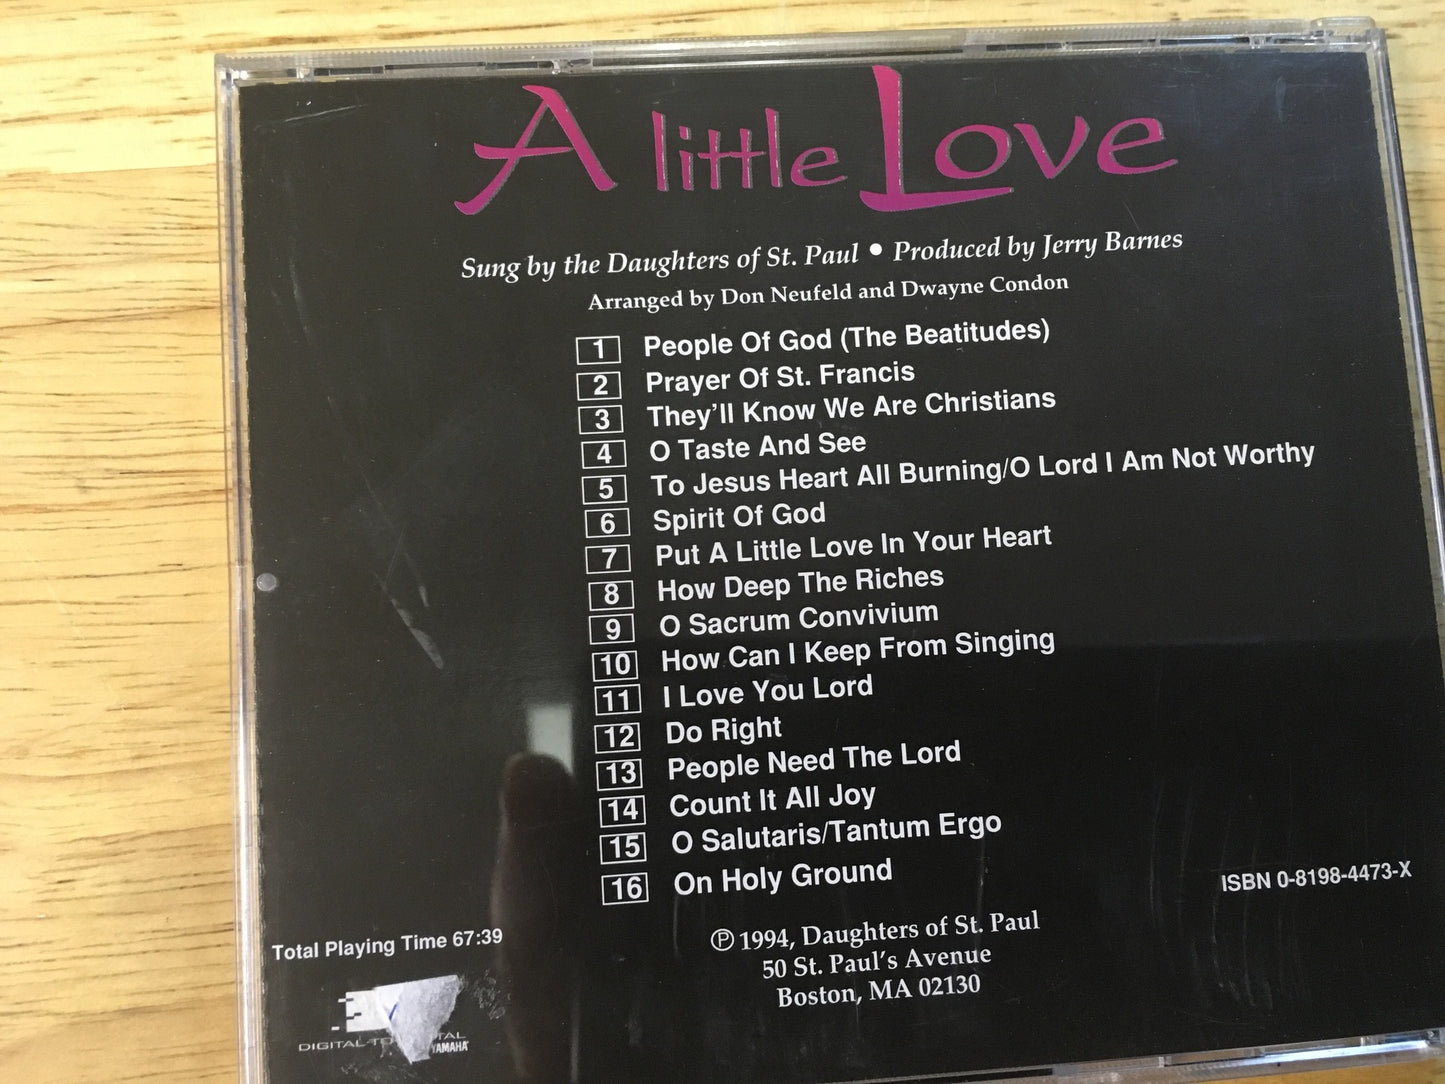 A little Love
Sung by the Daughters of St. Paul • Produced by Jerry Barnes
Arranged by Don Neufeld and Dwayne Condon
1 People Of God (The Beatitudes)
2 Prayer Of St. Francis
3 They'll Know We Are Christians
4 O Taste And See
5 To Jesus Heart All Burning/O Lord I Am Not Worthy
6 Spirit Of God
7 Put A Little Love In Your Heart
8 How Deep The Riches
9 O Sacrum Convivium
10 How Can I Keep From Singing
11 I Love You Lord
12 Do Right
13 People Need The Lord
14 Count It All Joy
15 O Salutaris/Tantum Ergo
16 On Holy Ground
ISBN 0-8198-4473-X
Total Playing Time 67:39
℗ 1994, Daughters of St. Paul
50 St. Paul's Avenue
Boston, MA 02130
DIGITAL-TO
YAMAHA